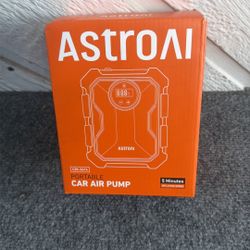 ASTROAI
ASTROAI
PORTABLE
CAR AIR PUMP
5 Minutes